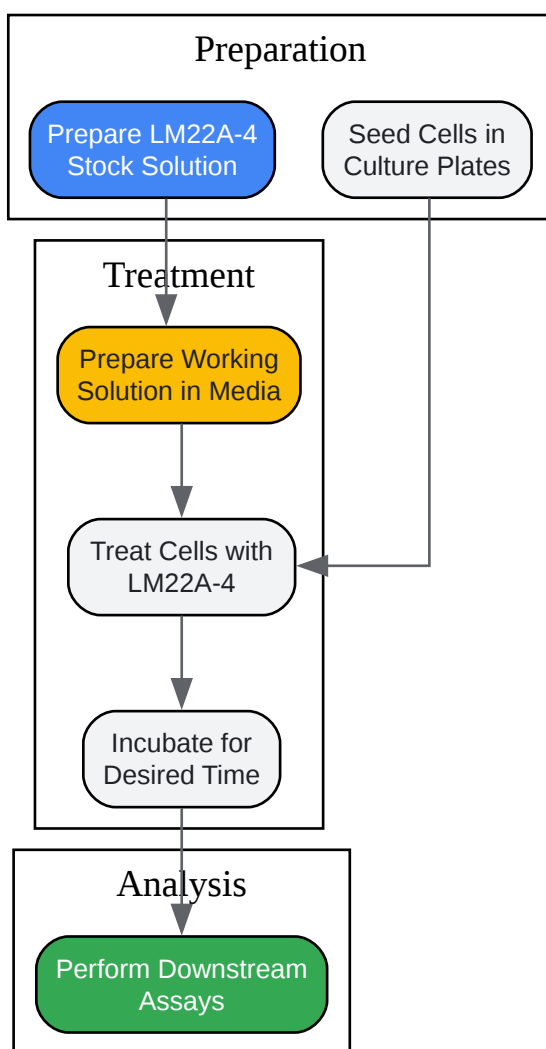 Preparation
Prepare LM22A-4
Stock Solution
Seed Cells in
Culture Plates
Treatment
Prepare Working
Solution in Media
Treat Cells with
LM22A-4
Incubate for
Desired Time
Analysis
Perform Downstream
Assays